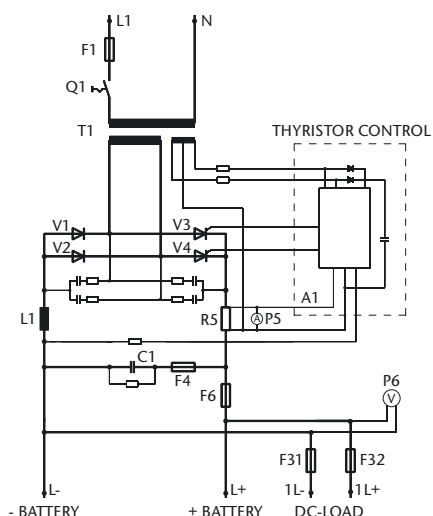 L1 N
F1
Q1
T1
THYRISTOR CONTROL
V1 V3
V2 V4
A1
L1
R5
A P5
C1
F4
P6
F6
V
F31 F32
L- L+ 1L- 1L+
- BATTERY + BATTERY DC-LOAD